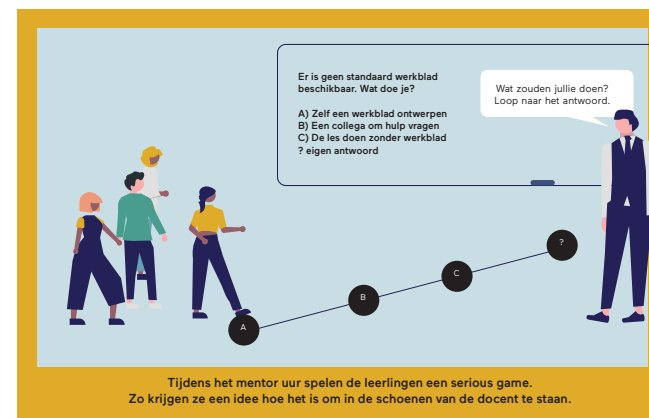 Er is geen standaard werkblad
beschikbaar. Wat doe je?
A) Zelf een werkblad ontwerpen
B) Een collega om hulp vragen
C) De les doen zonder werkblad
? eigen antwoord
Wat zouden jullie doen?
Loop naar het antwoord.
?
C
B
A
Tijdens het mentor uur spelen de leerlingen een serious game.
Zo krijgen ze een idee hoe het is om in de schoenen van de docent te staan.